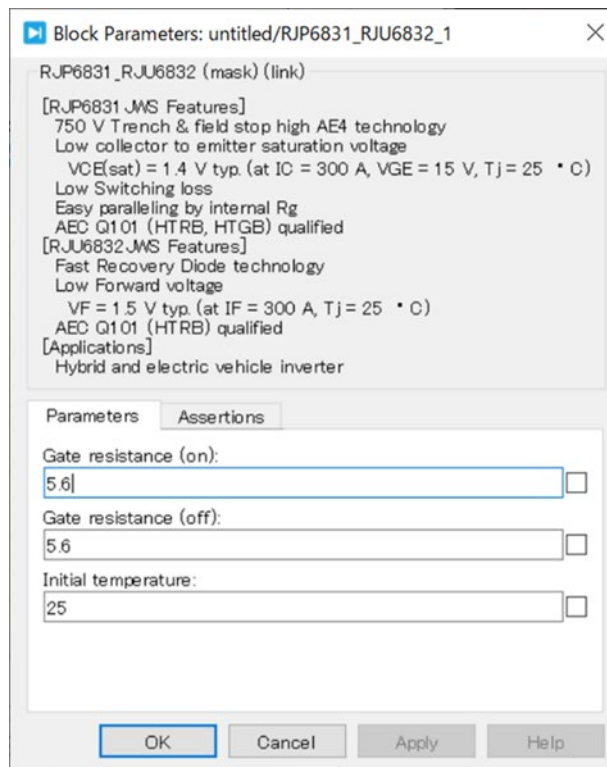 Block Parameters: untitled/RJP6831_RJU6832_1
RJP6831_RJU6832 (mask) (link)
[RJP6831JWS Features]
750 V Trench & field stop high AE4 technology
Low collector to emitter saturation voltage
VCE(sat) = 1.4 V typ. (at IC = 300 A, VGE = 15 V, Tj = 25 ・C)
Low Switching loss
Easy paralleling by internal Rg
AEC Q101 (HTRB, HTGB) qualified
[RJU6832JWS Features]
Fast Recovery Diode technology
Low Forward voltage
VF = 1.5 V typ. (at IF = 300 A, Tj = 25 ・C)
AEC Q101 (HTRB) qualified
[Applications]
Hybrid and electric vehicle inverter
Parameters Assertions
Gate resistance (on):
5.6
Gate resistance (off):
5.6
Initial temperature:
25
OK Cancel Apply Help